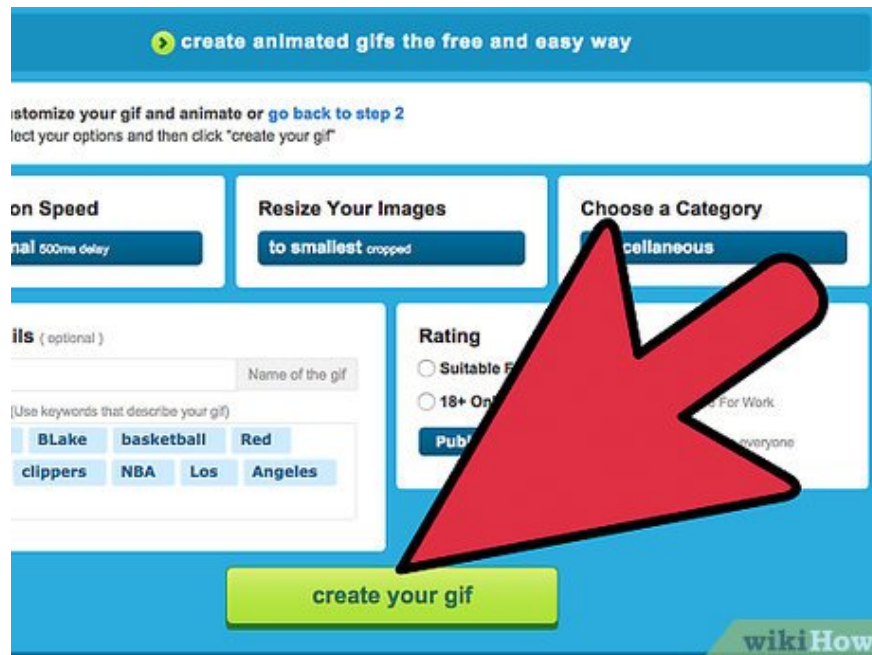 create animated gifs the free and easy way
stomize your gif and animate or go back to step 2
lect your options and then click "create your gif"
on Speed
nal 500ms delay
Resize Your Images
to smallest cropped
Choose a Category
cellaneous
ils ( optional )
Name of the gif
(Use keywords that describe your gif)
BLake basketball Red
clippers NBA Los Angeles
Rating
Suitable F
18+ On
For Work
Publ
everyone
create your gif
wikiHow